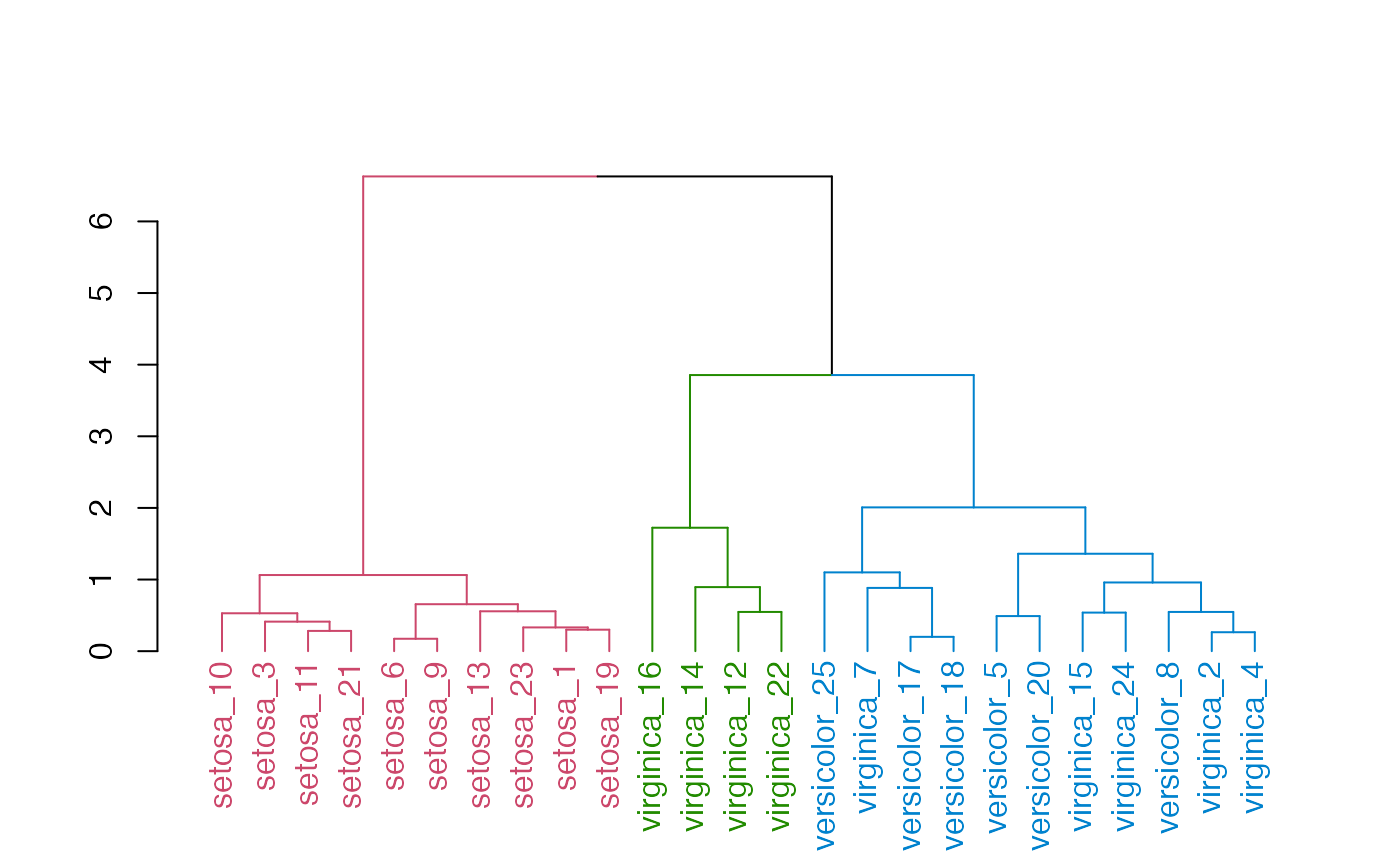 6
5
4
3
2
1
0
setosa_10
setosa_3
setosa_11
setosa_21
setosa_6
setosa_9
setosa_13
setosa_23
setosa_1
setosa_19
virginica_16
virginica_14
virginica_12
virginica_22
versicolor_25
virginica_7
versicolor_17
versicolor_18
versicolor_5
versicolor_20
virginica_15
virginica_24
versicolor_8
virginica_2
virginica_4